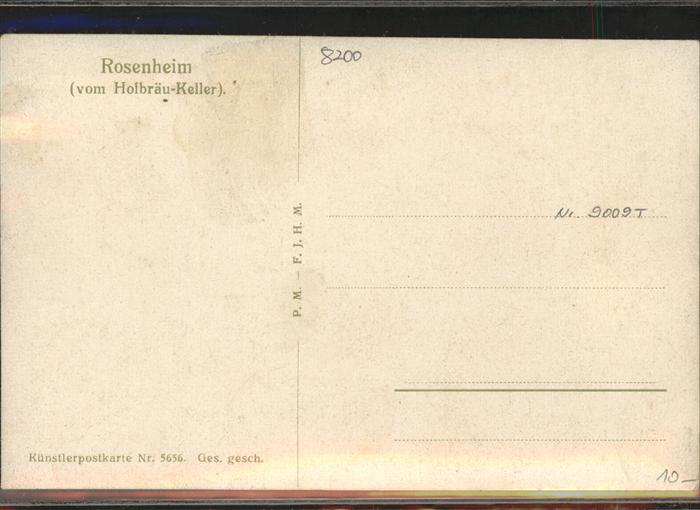 Rosenheim
(vom Hofbräu-Keller).
8200
P. M. – F. J. H. M.
Nr. 9009T
Künstlerpostkarte Nr. 5656. Ges. gesch.
10–